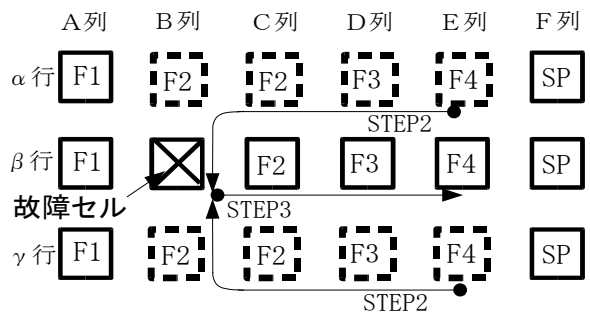 A列 B列 C列 D列 E列 F列
α行 F1 F2 F2 F3 F4 SP
STEP2
β行 F1 F2 F3 F4 SP
故障セル
STEP3
γ行 F1 F2 F2 F3 F4 SP
STEP2